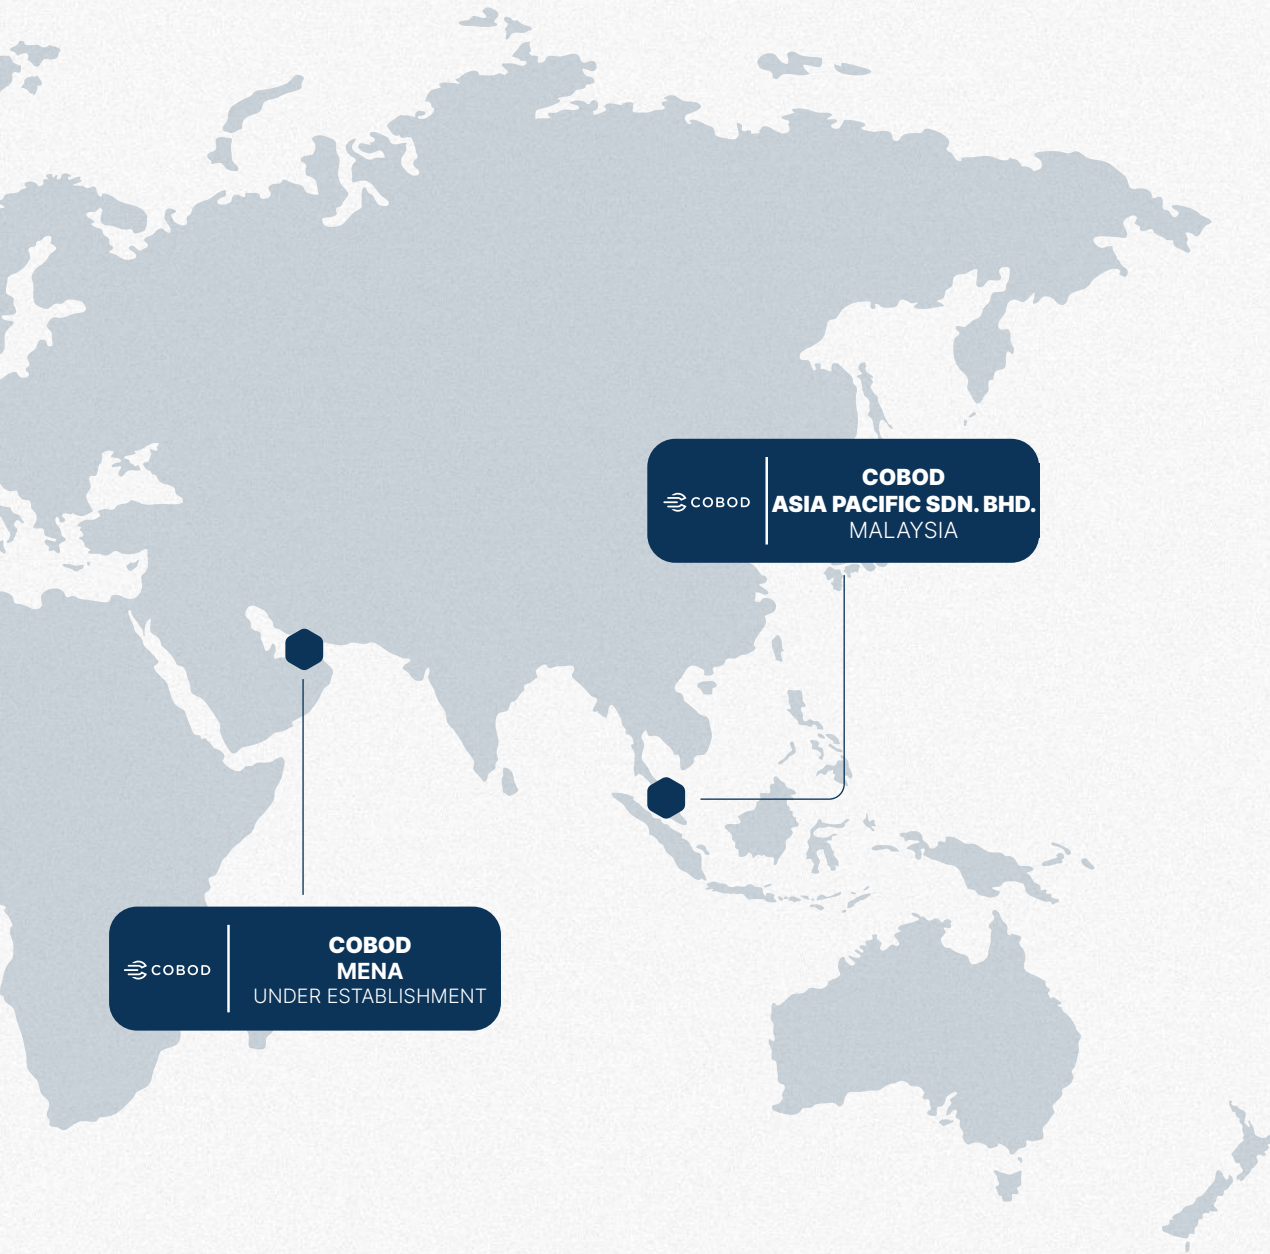 COBOD
COBOD
ASIA PACIFIC SDN. BHD.
MALAYSIA
COBOD
COBOD
MENA
UNDER ESTABLISHMENT